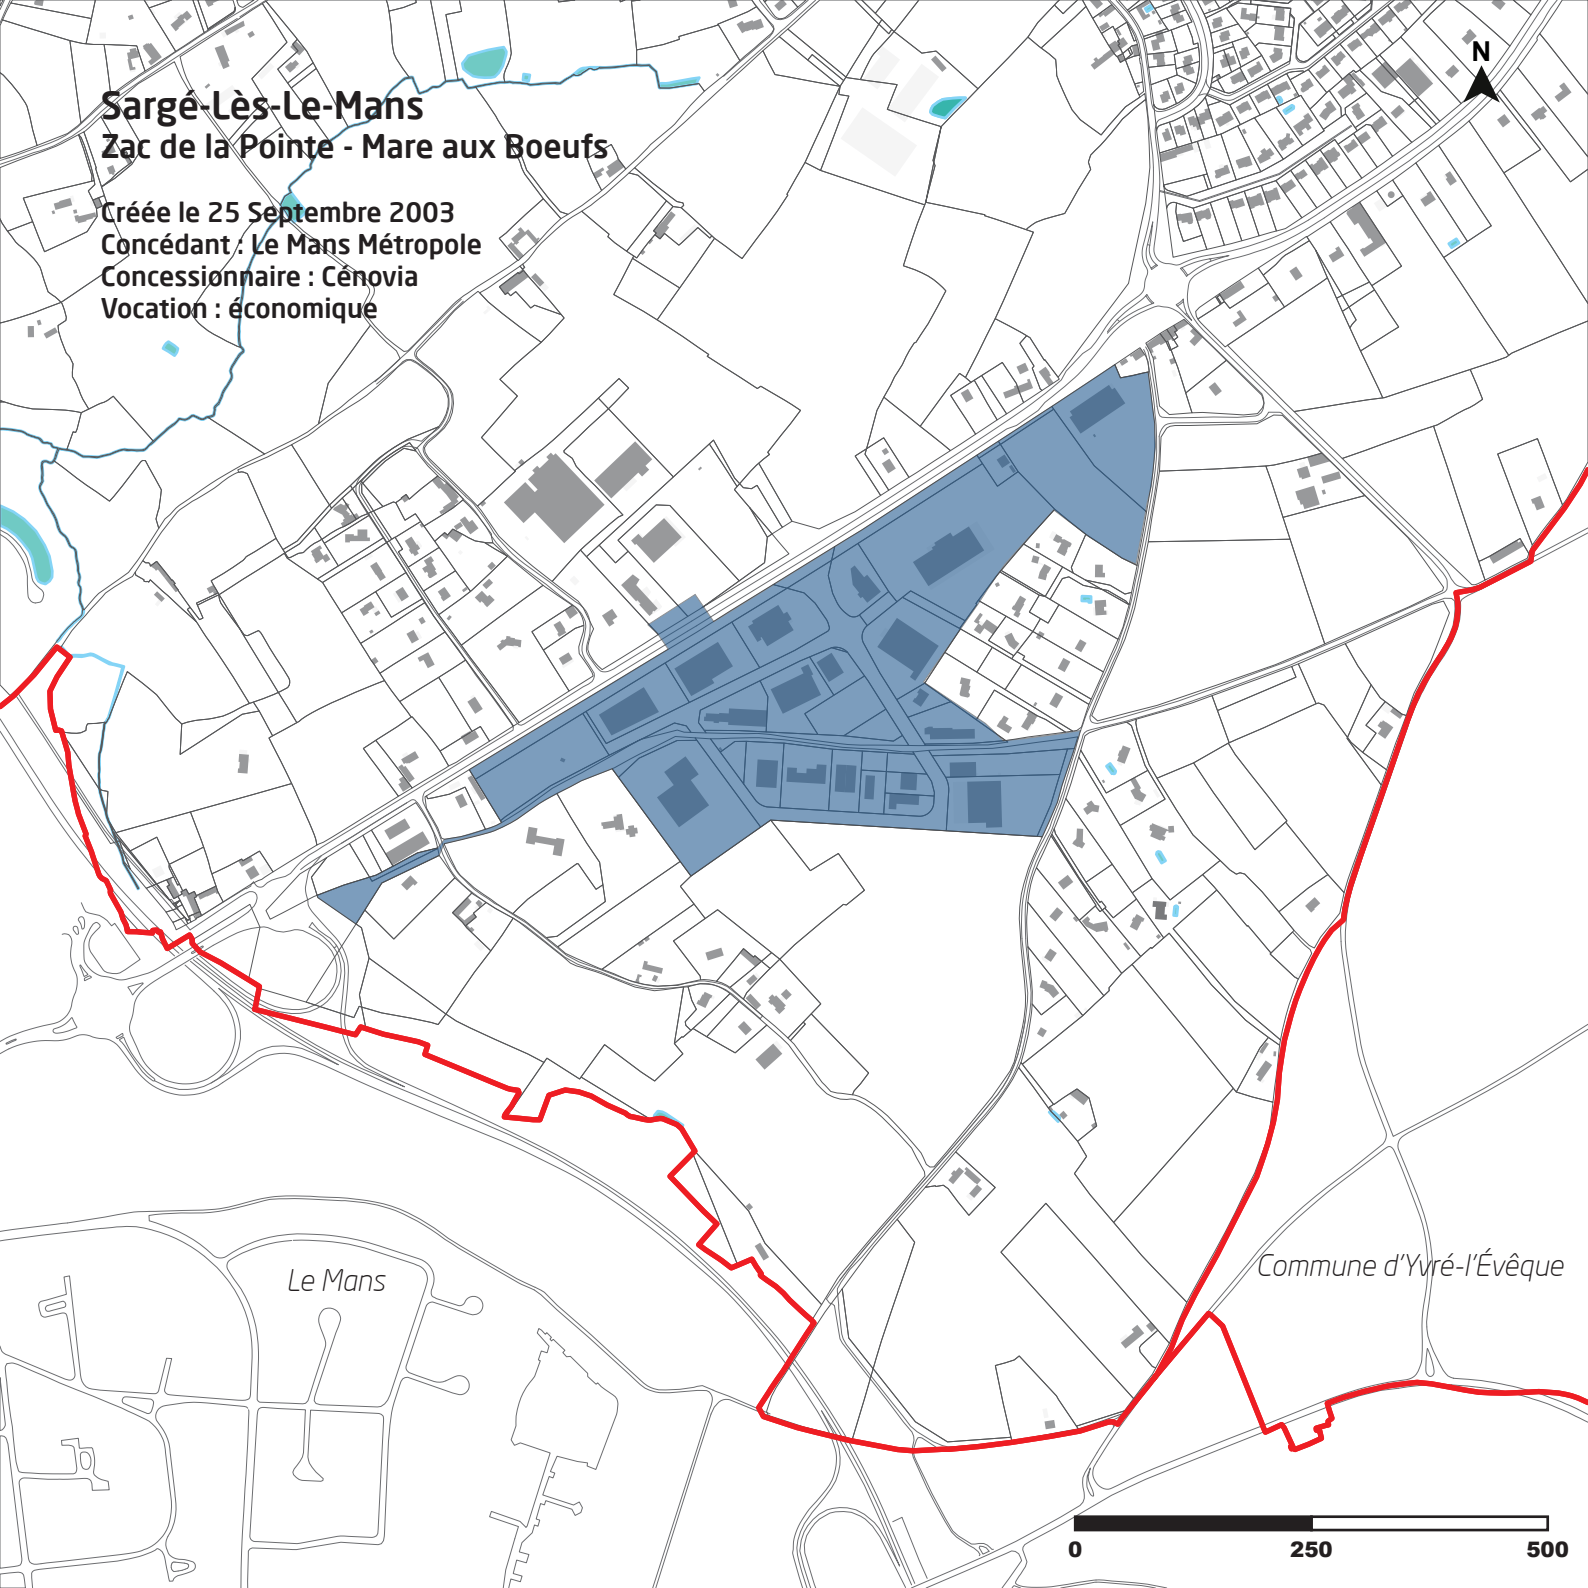 Sargé-Lès-Le-Mans
Zac de la Pointe - Mare aux Boeufs
Créée le 25 Septembre 2003
Concédant : Le Mans Métropole
Concessionnaire : Cénovia
Vocation : économique
N
Le Mans
Commune d'Yvré-l'Évêque
0 250 500